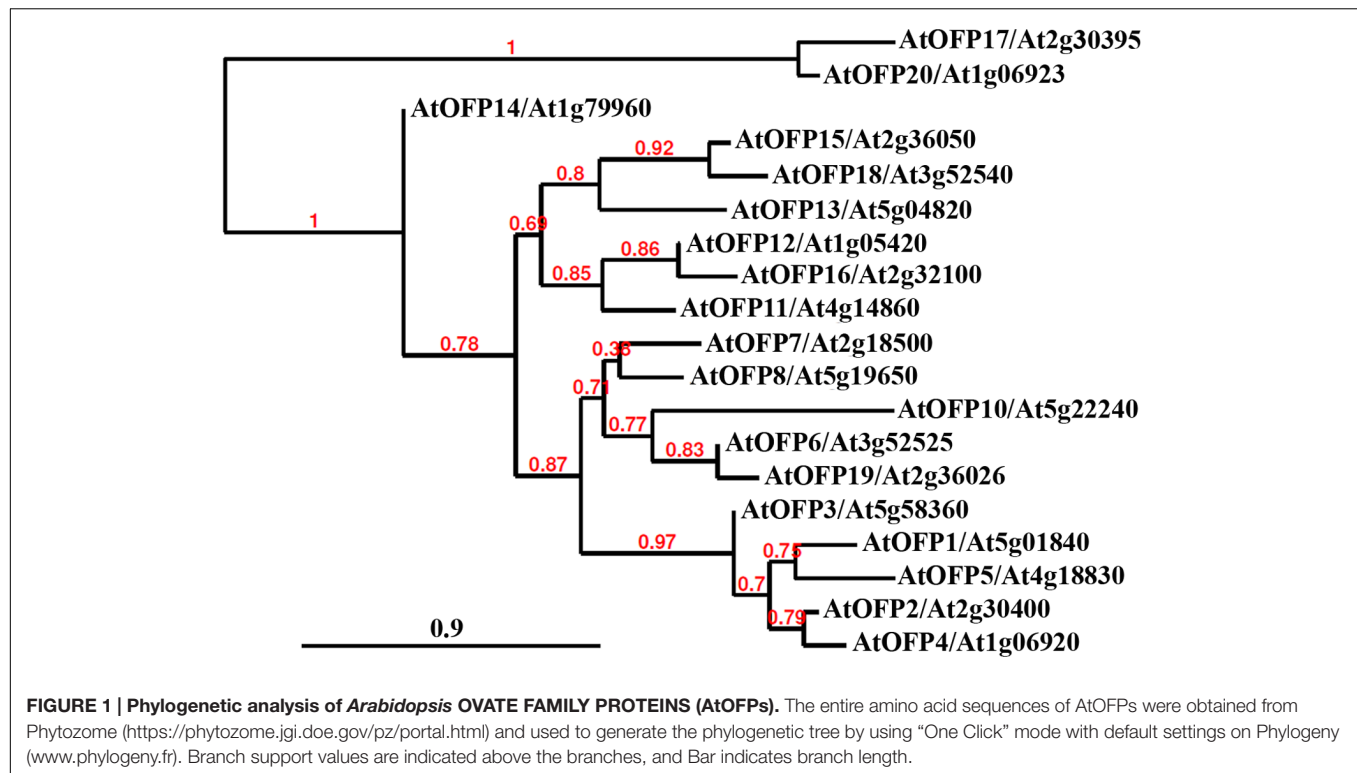 AtOFP17/At2g30395
1
AtOFP20/At1g06923
AtOFP14/At1g79960
AtOFP15/At2g36050
0.92
AtOFP18/At3g52540
0.8
AtOFP13/At5g04820
1
0.69
AtOFP12/At1g05420
0.86
AtOFP16/At2g32100
0.85
AtOFP11/At4g14860
AtOFP7/At2g18500
0.38
0.78
AtOFP8/At5g19650
0.71
AtOFP10/At5g22240
0.77
AtOFP6/At3g52525
0.83
0.87
AtOFP19/At2g36026
AtOFP3/At5g58360
AtOFP1/At5g01840
0.97
0.75
AtOFP5/At4g18830
0.7
AtOFP2/At2g30400
0.79
0.9
AtOFP4/At1g06920
FIGURE 1 | Phylogenetic analysis of Arabidopsis OVATE FAMILY PROTEINS (AtOFPs). The entire amino acid sequences of AtOFPs were obtained from
Phytozome (https://phytozome.jgi.doe.gov/pz/portal.html) and used to generate the phylogenetic tree by using “One Click” mode with default settings on Phylogeny
(www.phylogeny.fr). Branch support values are indicated above the branches, and Bar indicates branch length.